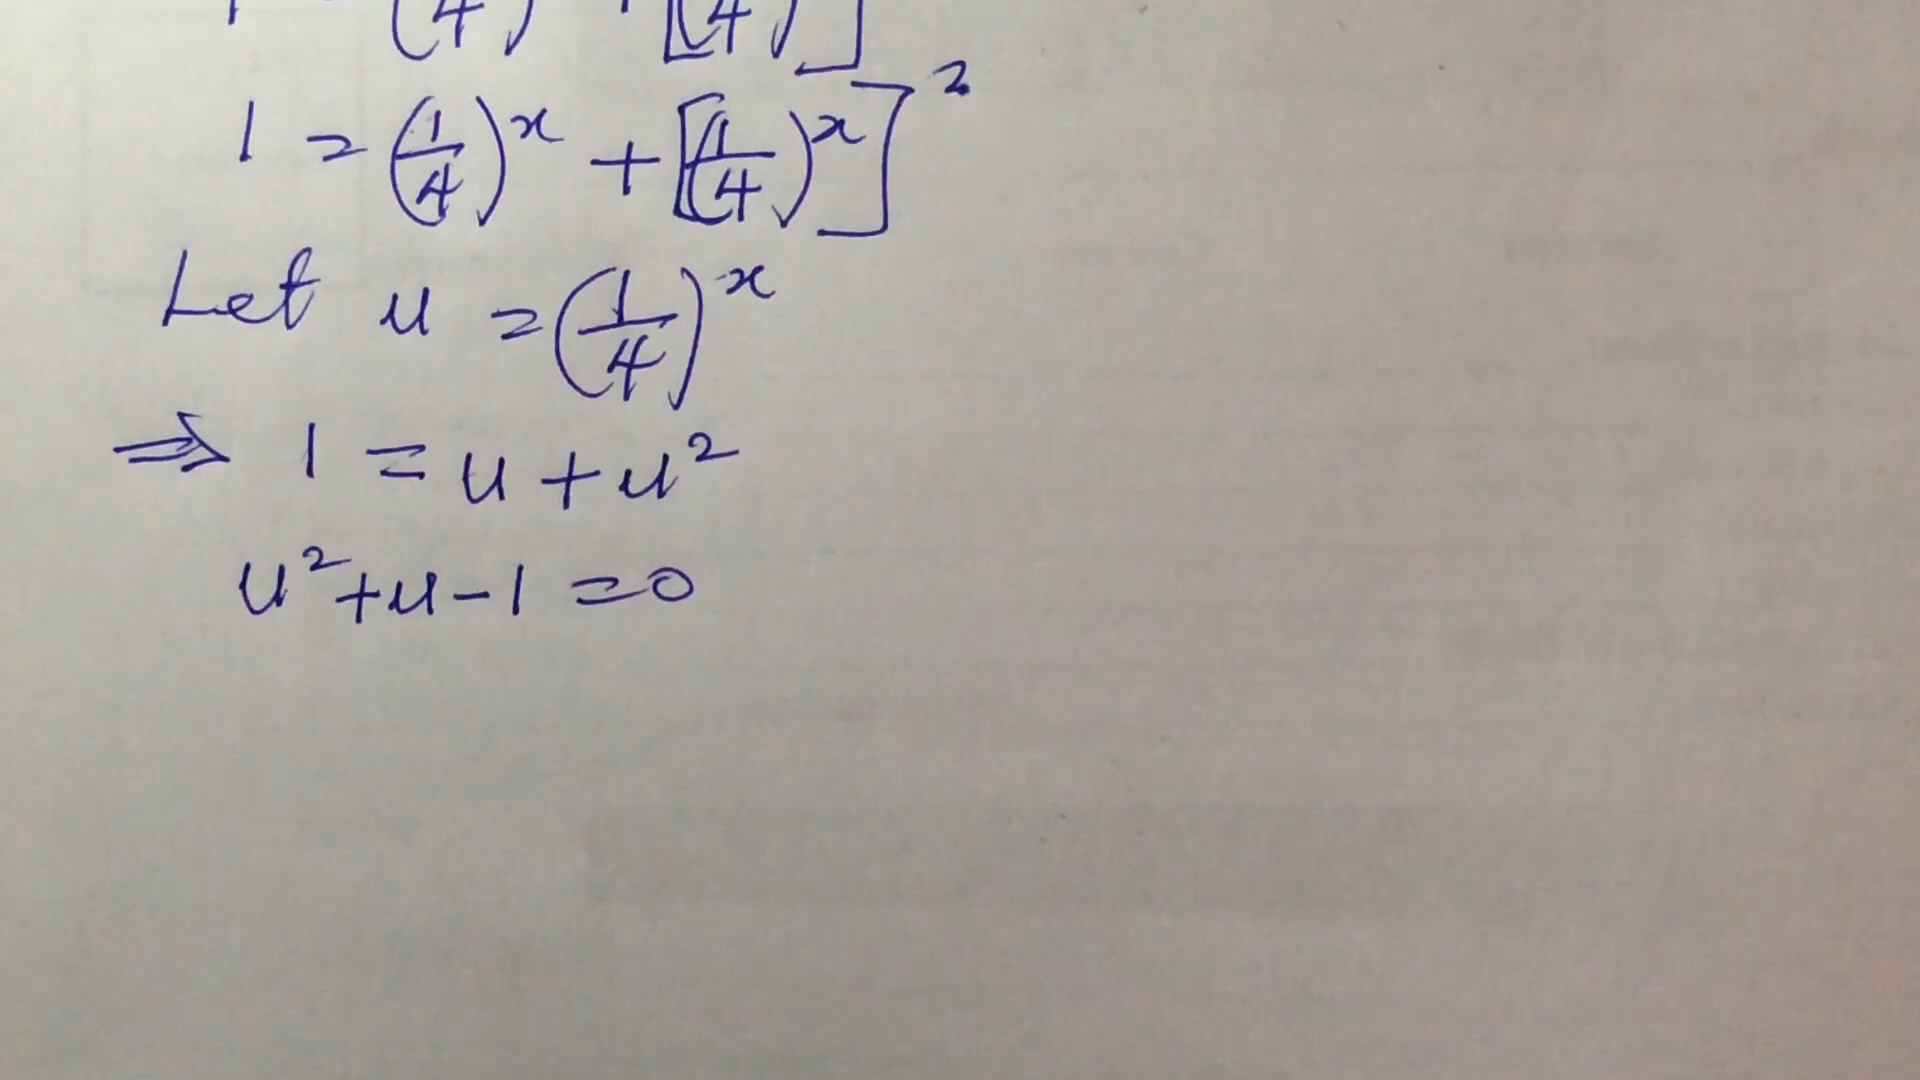 1 = (1/4)^x + [(1/4)^x]^2
Let u = (1/4)^x
⇒ 1 = u + u^2
u^2 + u - 1 = 0